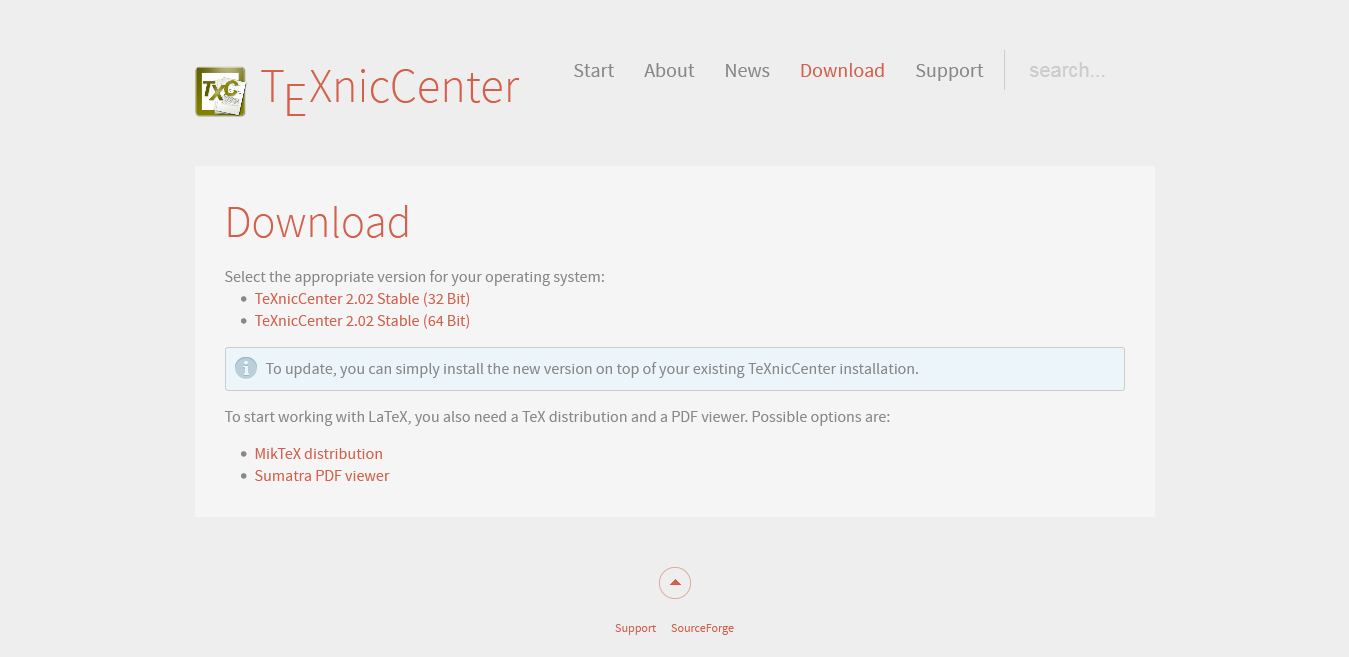 TXC
TEXnicCenter
Start About News Download Support search...
Download
Select the appropriate version for your operating system:
TeXnicCenter 2.02 Stable (32 Bit)
TeXnicCenter 2.02 Stable (64 Bit)
To update, you can simply install the new version on top of your existing TeXnicCenter installation.
To start working with LaTeX, you also need a TeX distribution and a PDF viewer. Possible options are:
MikTeX distribution
Sumatra PDF viewer
Support SourceForge